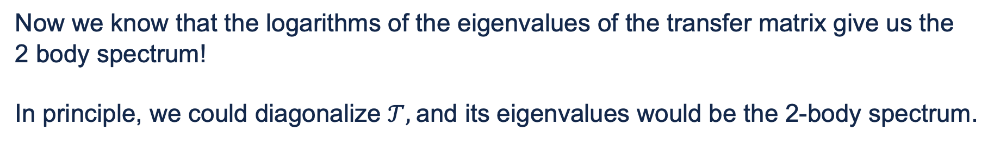 Now we know that the logarithms of the eigenvalues of the transfer matrix give us the
2 body spectrum!
In principle, we could diagonalize 𝒯, and its eigenvalues would be the 2-body spectrum.